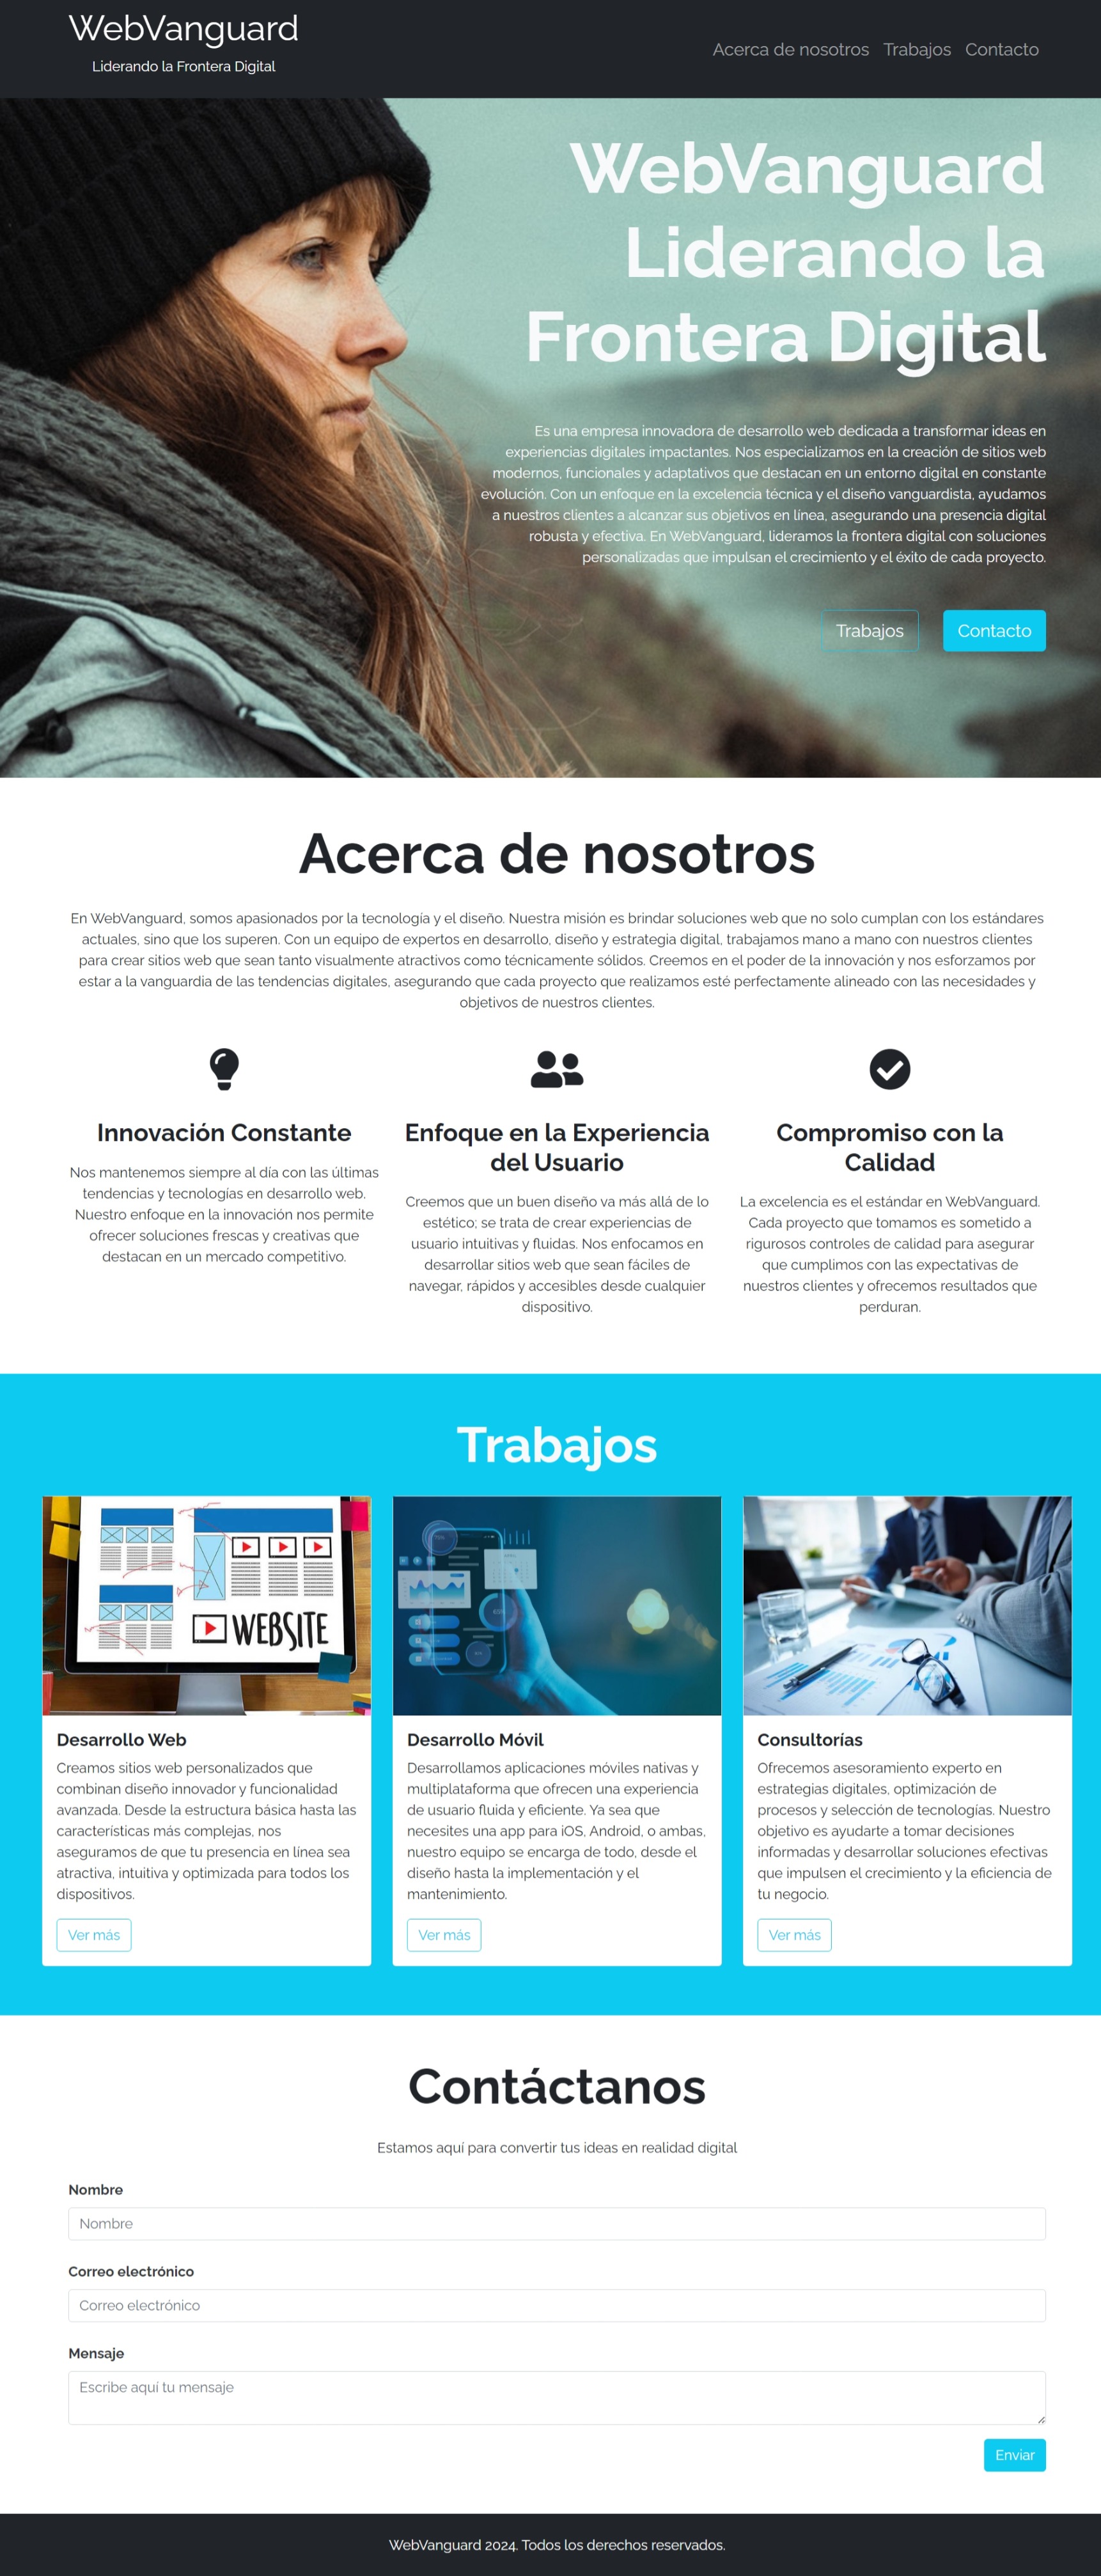 WebVanguard
Liderando la Frontera Digital
Acerca de nosotros Trabajos Contacto
WebVanguard
Liderando la
Frontera Digital
Es una empresa innovadora de desarrollo web dedicada a transformar ideas en
experiencias digitales impactantes. Nos especializamos en la creación de sitios web
modernos, funcionales y adaptativos que destacan en un entorno digital en constante
evolución. Con un enfoque en la excelencia técnica y el diseño vanguardista, ayudamos
a nuestros clientes a alcanzar sus objetivos en línea, asegurando una presencia digital
robusta y efectiva. En WebVanguard, lideramos la frontera digital con soluciones
personalizadas que impulsan el crecimiento y el éxito de cada proyecto.
Trabajos Contacto
Acerca de nosotros
En WebVanguard, somos apasionados por la tecnología y el diseño. Nuestra misión es brindar soluciones web que no solo cumplan con los estándares
actuales, sino que los superen. Con un equipo de expertos en desarrollo, diseño y estrategia digital, trabajamos mano a mano con nuestros clientes
para crear sitios web que sean tanto visualmente atractivos como técnicamente sólidos. Creemos en el poder de la innovación y nos esforzamos por
estar a la vanguardia de las tendencias digitales, asegurando que cada proyecto que realizamos esté perfectamente alineado con las necesidades y
objetivos de nuestros clientes.
Innovación Constante
Nos mantenemos siempre al día con las últimas
tendencias y tecnologías en desarrollo web.
Nuestro enfoque en la innovación nos permite
ofrecer soluciones frescas y creativas que
destacan en un mercado competitivo.
Enfoque en la Experiencia
del Usuario
Creemos que un buen diseño va más allá de lo
estético; se trata de crear experiencias de
usuario intuitivas y fluidas. Nos enfocamos en
desarrollar sitios web que sean fáciles de
navegar, rápidos y accesibles desde cualquier
dispositivo.
Compromiso con la
Calidad
La excelencia es el estándar en WebVanguard.
Cada proyecto que tomamos es sometido a
rigurosos controles de calidad para asegurar
que cumplimos con las expectativas de
nuestros clientes y ofrecemos resultados que
perduran.
Trabajos
WEBSITE
Desarrollo Web
Creamos sitios web personalizados que
combinan diseño innovador y funcionalidad
avanzada. Desde la estructura básica hasta las
características más complejas, nos
aseguramos de que tu presencia en línea sea
atractiva, intuitiva y optimizada para todos los
dispositivos.
Ver más
Desarrollo Móvil
Desarrollamos aplicaciones móviles nativas y
multiplataforma que ofrecen una experiencia
de usuario fluida y eficiente. Ya sea que
necesites una app para iOS, Android, o ambas,
nuestro equipo se encarga de todo, desde el
diseño hasta la implementación y el
mantenimiento.
Ver más
Consultorías
Ofrecemos asesoramiento experto en
estrategias digitales, optimización de
procesos y selección de tecnologías. Nuestro
objetivo es ayudarte a tomar decisiones
informadas y desarrollar soluciones efectivas
que impulsen el crecimiento y la eficiencia de
tu negocio.
Ver más
Contáctanos
Estamos aquí para convertir tus ideas en realidad digital
Nombre
Nombre
Correo electrónico
Correo electrónico
Mensaje
Escribe aquí tu mensaje
Enviar
WebVanguard 2024. Todos los derechos reservados.